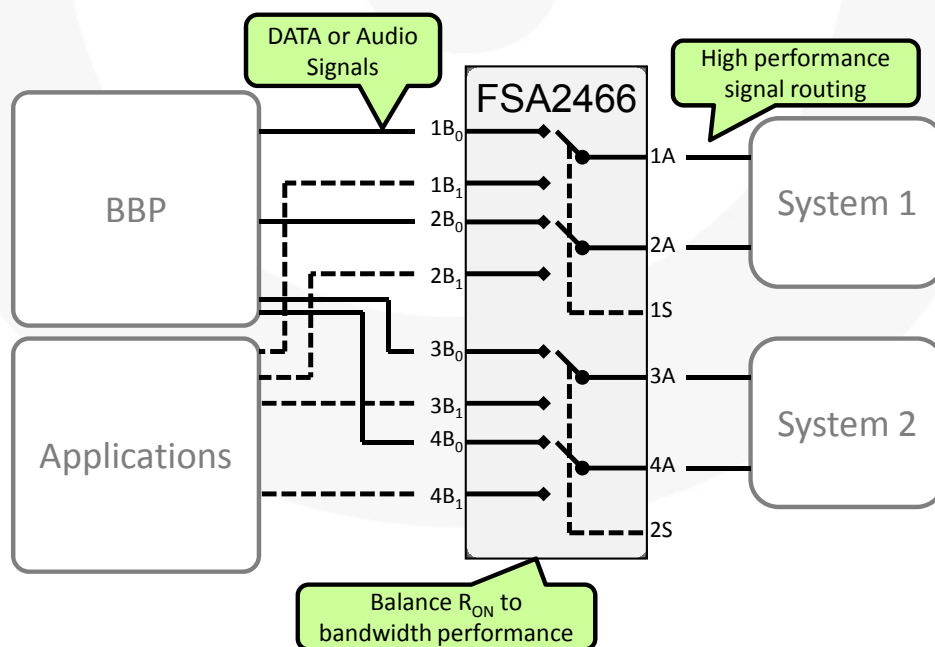 DATA or Audio
Signals
High performance
signal routing
FSA2466
BBP
Applications
1B₀
1B₁
2B₀
2B₁
3B₀
3B₁
4B₀
4B₁
1A
2A
1S
3A
4A
2S
System 1
System 2
Balance R_ON to
bandwidth performance